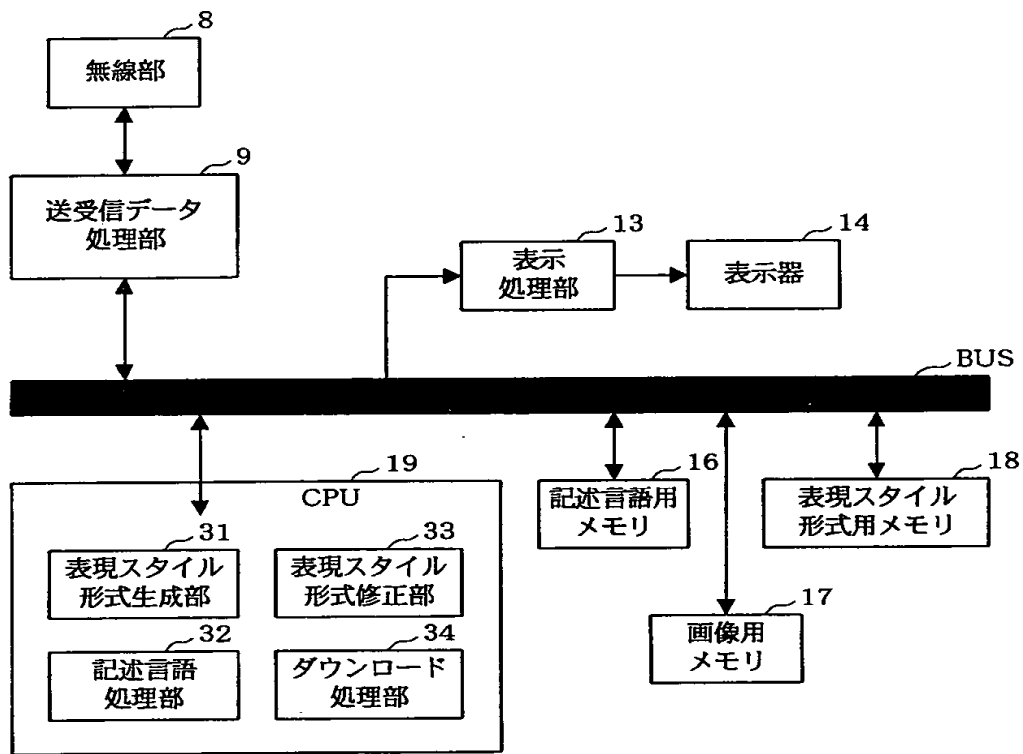 8
無線部
9
送受信データ
処理部
13
表示
処理部
14
表示器
BUS
19
CPU
31
表現スタイル
形式生成部
33
表現スタイル
形式修正部
32
記述言語
処理部
34
ダウンロード
処理部
16
記述言語用
メモリ
18
表現スタイル
形式用メモリ
17
画像用
メモリ